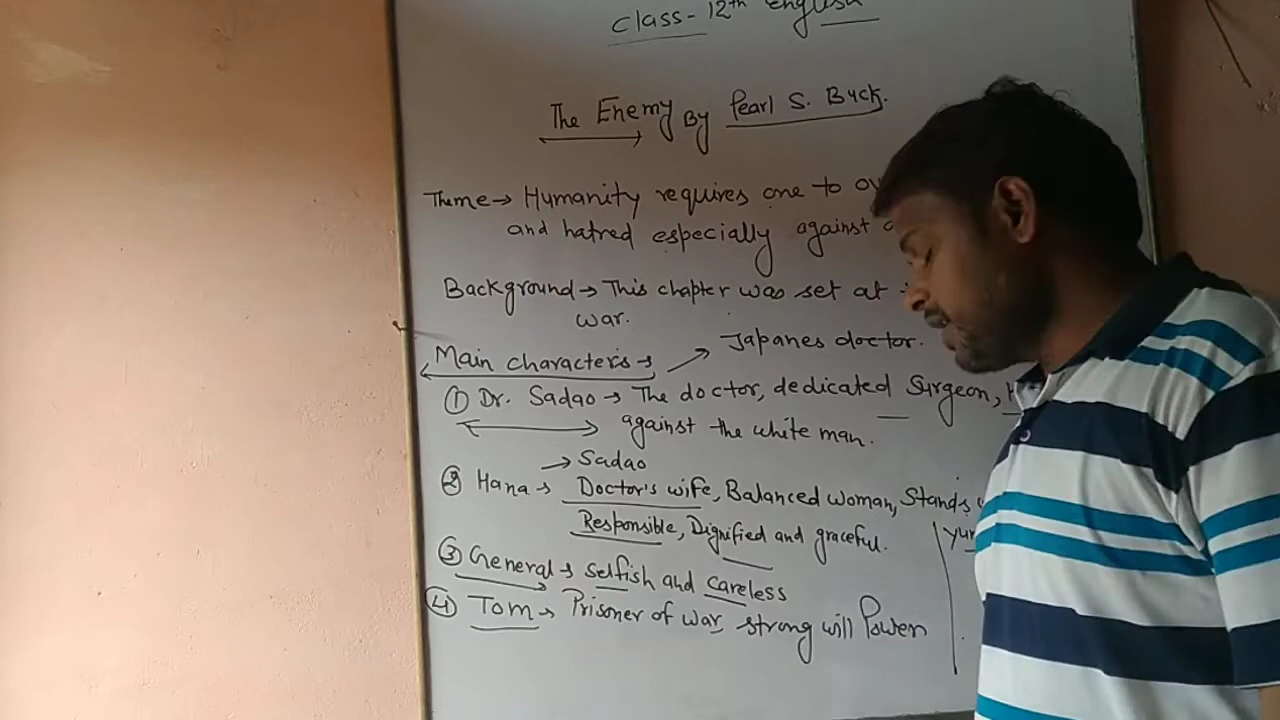 Class- 12th English
The Enemy By Pearl S. Buck.
Theme→ Humanity requires one to
and hatred especially against
Background→ This chapter was set at
war.
Main characters→ → Japanes doctor.
① Dr. Sadao→ The doctor, dedicated Surgeon,
against the white man.
→ Sadao
② Hana→ Doctor's wife, Balanced woman, Stands
Responsible, Dignified and graceful.
③ General→ selfish and careless
④ Tom→ Prisoner of war, strong will Power